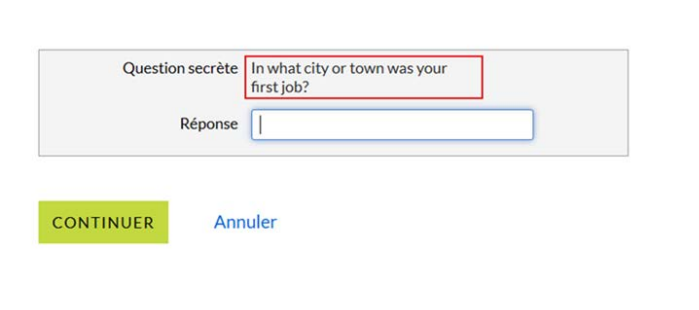 Question secrète In what city or town was your
first job?
Réponse
CONTINUER Annuler